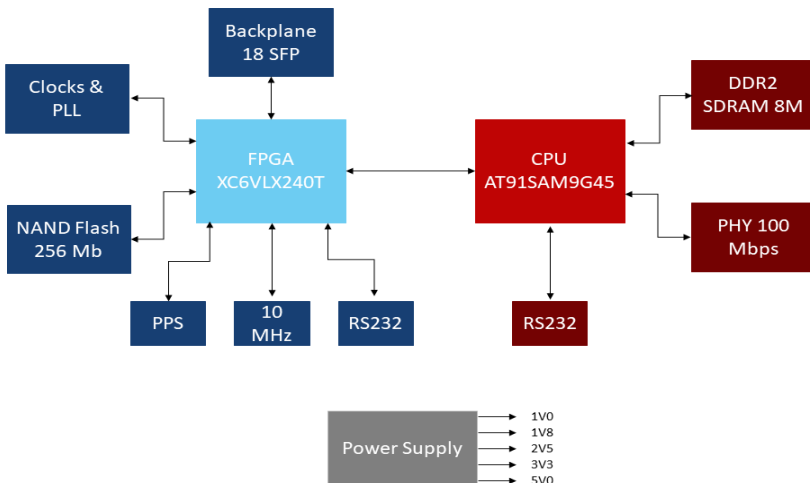 Backplane
18 SFP
Clocks &
PLL
DDR2
SDRAM 8M
FPGA
XC6VLX240T
CPU
AT91SAM9G45
NAND Flash
256 Mb
PHY 100
Mbps
PPS
10
MHz
RS232
RS232
Power Supply
1V0
1V8
2V5
3V3
5V0